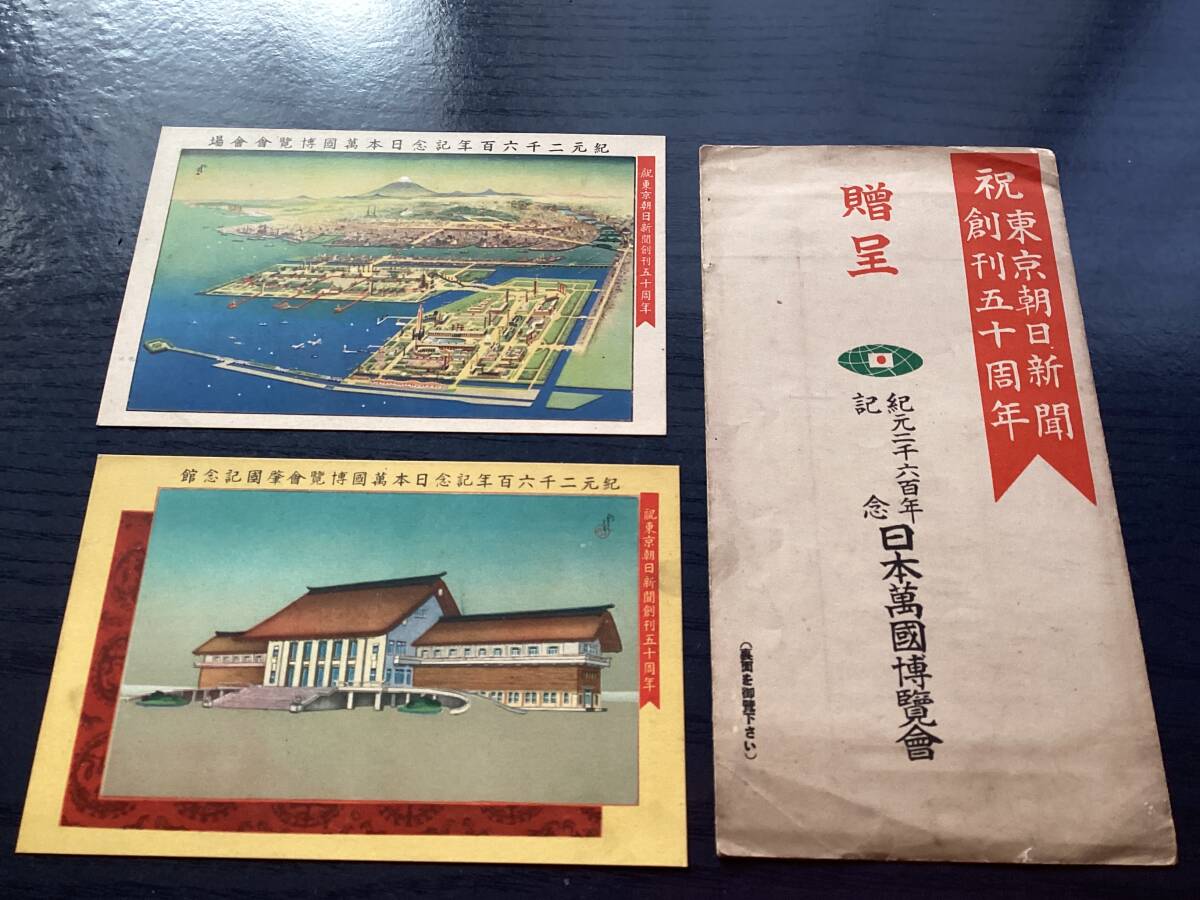 紀元二千六百年記念日本萬國博覽會會場
祝東京朝日新聞創刊五十周年
紀元二千六百年記念日本萬國博覽會肇國記念館
祝東京朝日新聞創刊五十周年
祝東京朝日新聞
創刊五十周年
贈呈
紀元二千六百年
記念
日本萬國博覽會
(裏面を御覽下さい)